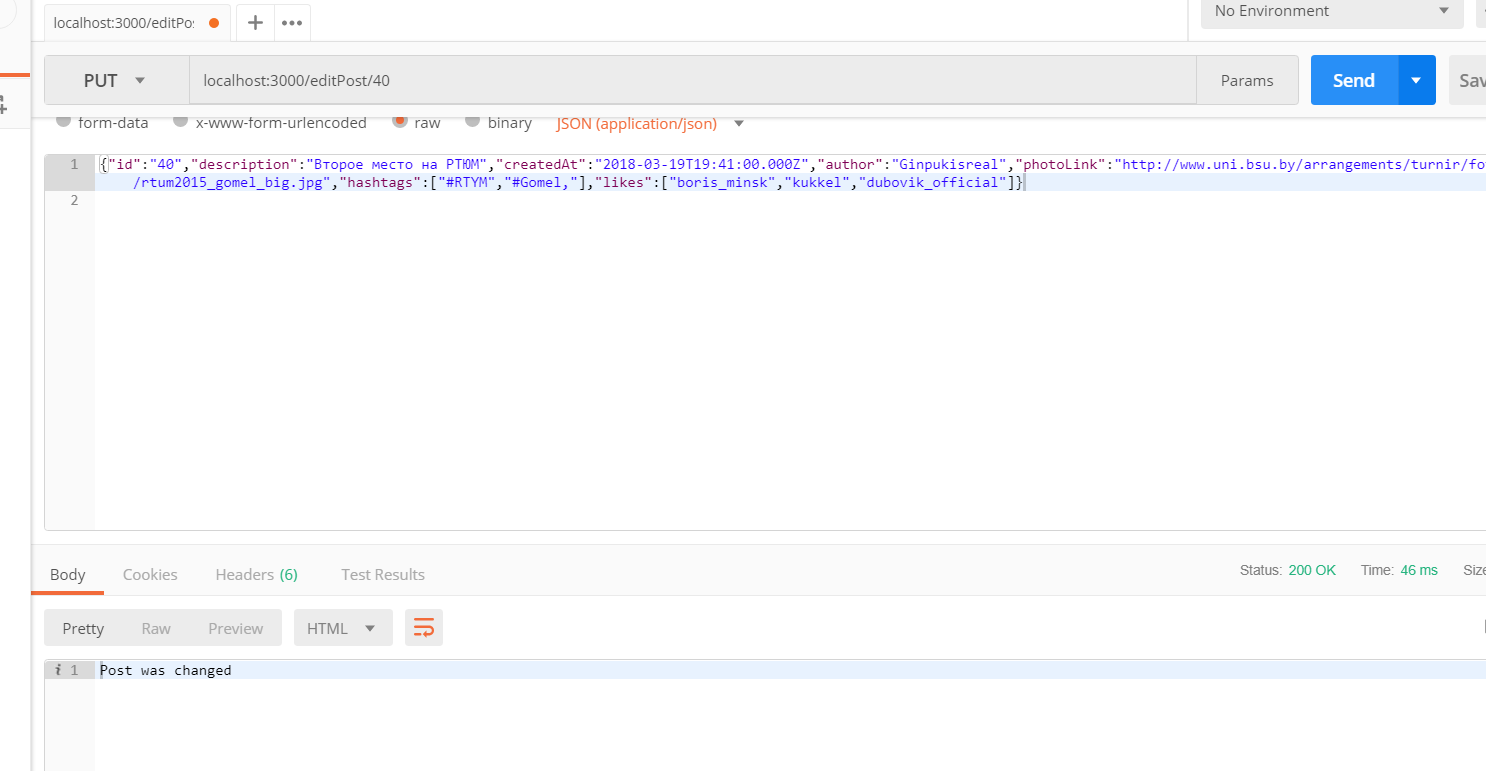 localhost:3000/editPo
No Environment
PUT
localhost:3000/editPost/40
Params
Send
form-data
x-www-form-urlencoded
raw
binary
JSON (application/json)
1 {"id":"40","description":"Второе место на РТЮМ","createdAt":"2018-03-19T19:41:00.000Z","author":"Ginpukisreal","photoLink":"http://www.uni.bsu.by/arrangements/turnir/fo
/rtum2015_gomel_big.jpg","hashtags":["#RTYM","#Gomel,"],"likes":["boris_minsk","kukkel","dubovik_official"]}
2
Body
Cookies
Headers (6)
Test Results
Status: 200 OK
Time: 46 ms
Pretty
Raw
Preview
HTML
i 1 Post was changed